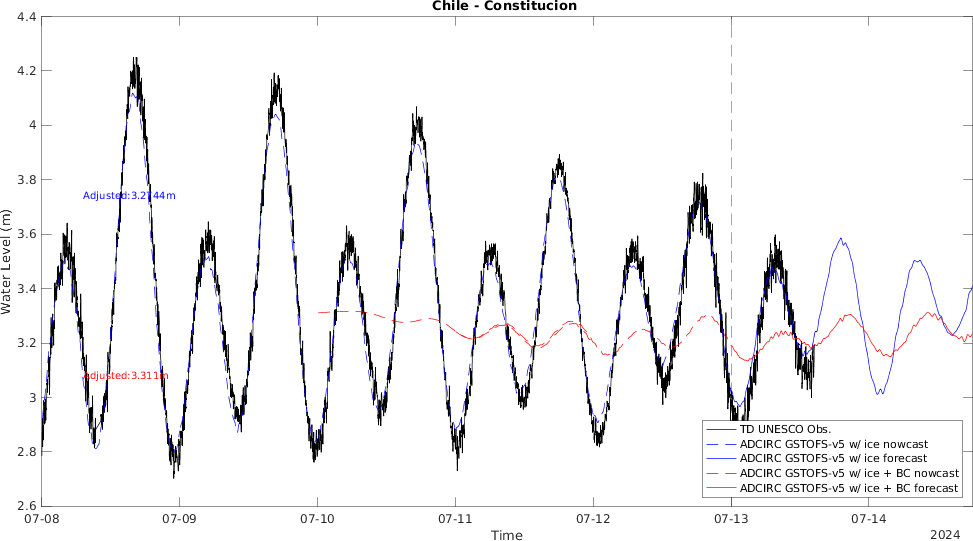 Chile - Constitucion
4.4
4.2
4
3.8
3.6
3.4
3.2
3
2.8
2.6
Water Level (m)
Adjusted:3.2744m
Adjusted:3.311m
TD UNESCO Obs.
ADCIRC GSTOFS-v5 w/ ice nowcast
ADCIRC GSTOFS-v5 w/ ice forecast
ADCIRC GSTOFS-v5 w/ ice + BC nowcast
ADCIRC GSTOFS-v5 w/ ice + BC forecast
07-08 07-09 07-10 07-11 07-12 07-13 07-14
Time
2024